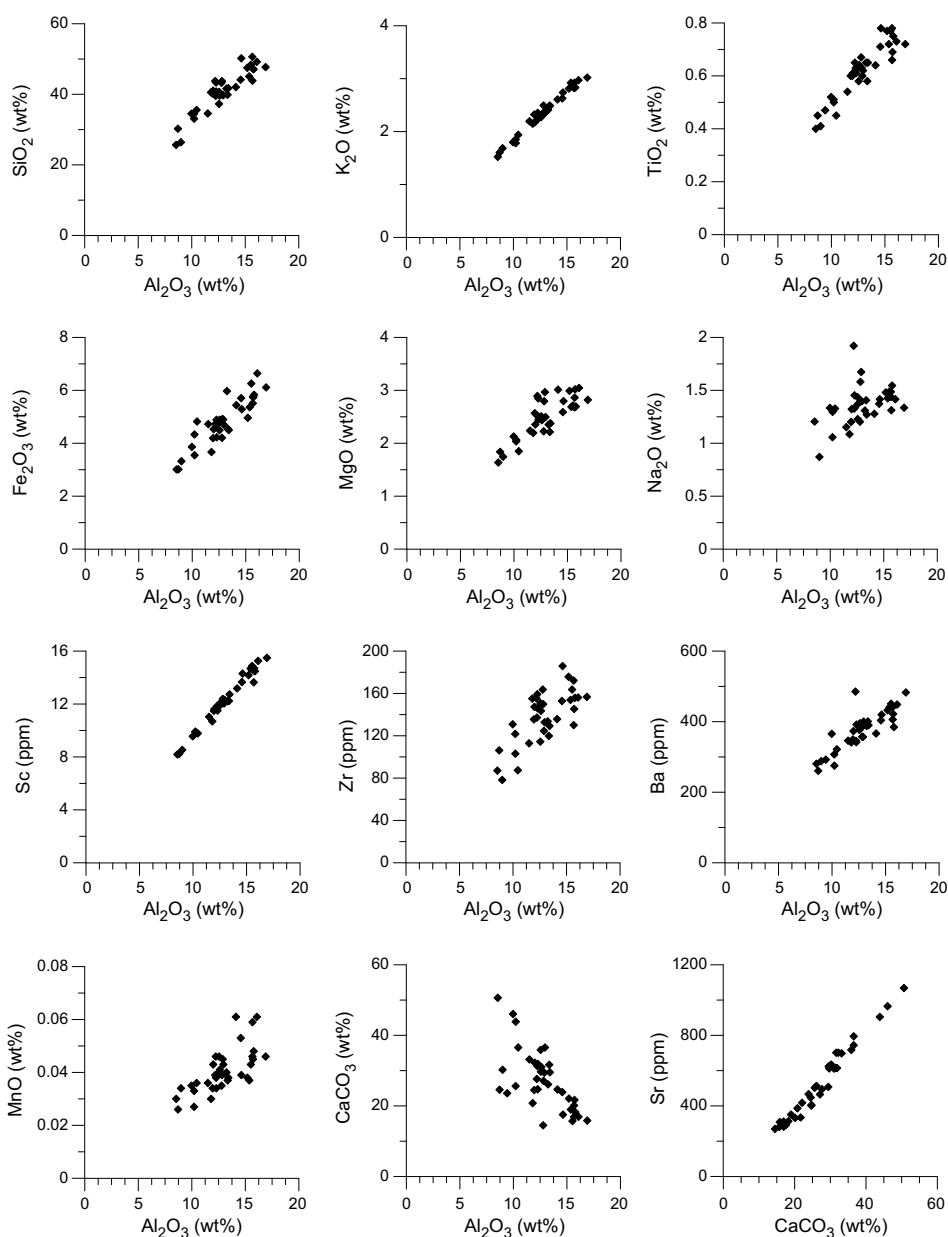 60
40
20
0
SiO₂ (wt%)
0 5 10 15 20
Al₂O₃ (wt%)
4
2
0
K₂O (wt%)
0 5 10 15 20
Al₂O₃ (wt%)
0.8
0.6
0.4
0.2
0
TiO₂ (wt%)
0 5 10 15 20
Al₂O₃ (wt%)
8
6
4
2
0
Fe₂O₃ (wt%)
0 5 10 15 20
Al₂O₃ (wt%)
4
3
2
1
0
MgO (wt%)
0 5 10 15 20
Al₂O₃ (wt%)
2
1.5
1
0.5
0
Na₂O (wt%)
0 5 10 15 20
Al₂O₃ (wt%)
16
12
8
4
0
Sc (ppm)
0 5 10 15 20
Al₂O₃ (wt%)
200
160
120
80
40
0
Zr (ppm)
0 5 10 15 20
Al₂O₃ (wt%)
600
400
200
0
Ba (ppm)
0 5 10 15 20
Al₂O₃ (wt%)
0.08
0.06
0.04
0.02
0
MnO (wt%)
0 5 10 15 20
Al₂O₃ (wt%)
60
40
20
0
CaCO₃ (wt%)
0 5 10 15 20
Al₂O₃ (wt%)
1200
800
400
0
Sr (ppm)
0 20 40 60
CaCO₃ (wt%)